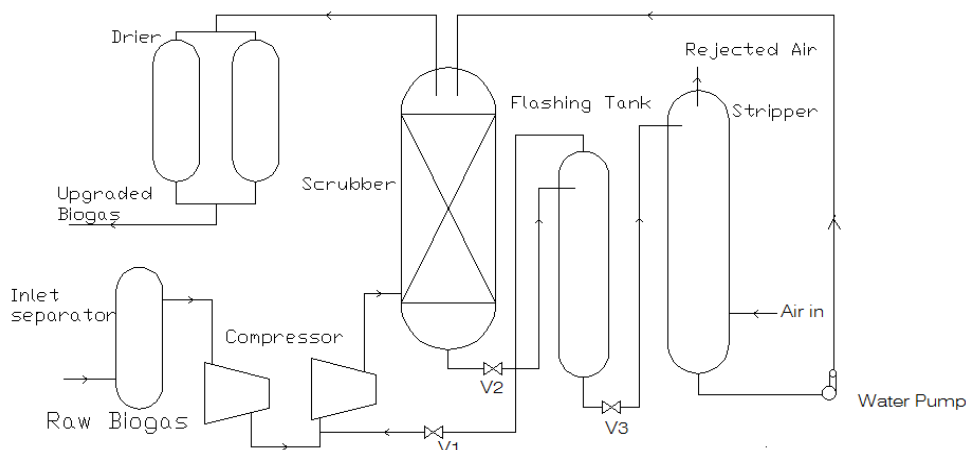 Drier
Rejected Air
Flashing Tank
Stripper
Scrubber
Upgraded
Biogas
Inlet
separator
Air in
Compressor
V2
Raw Biogas
V1
V3
Water Pump